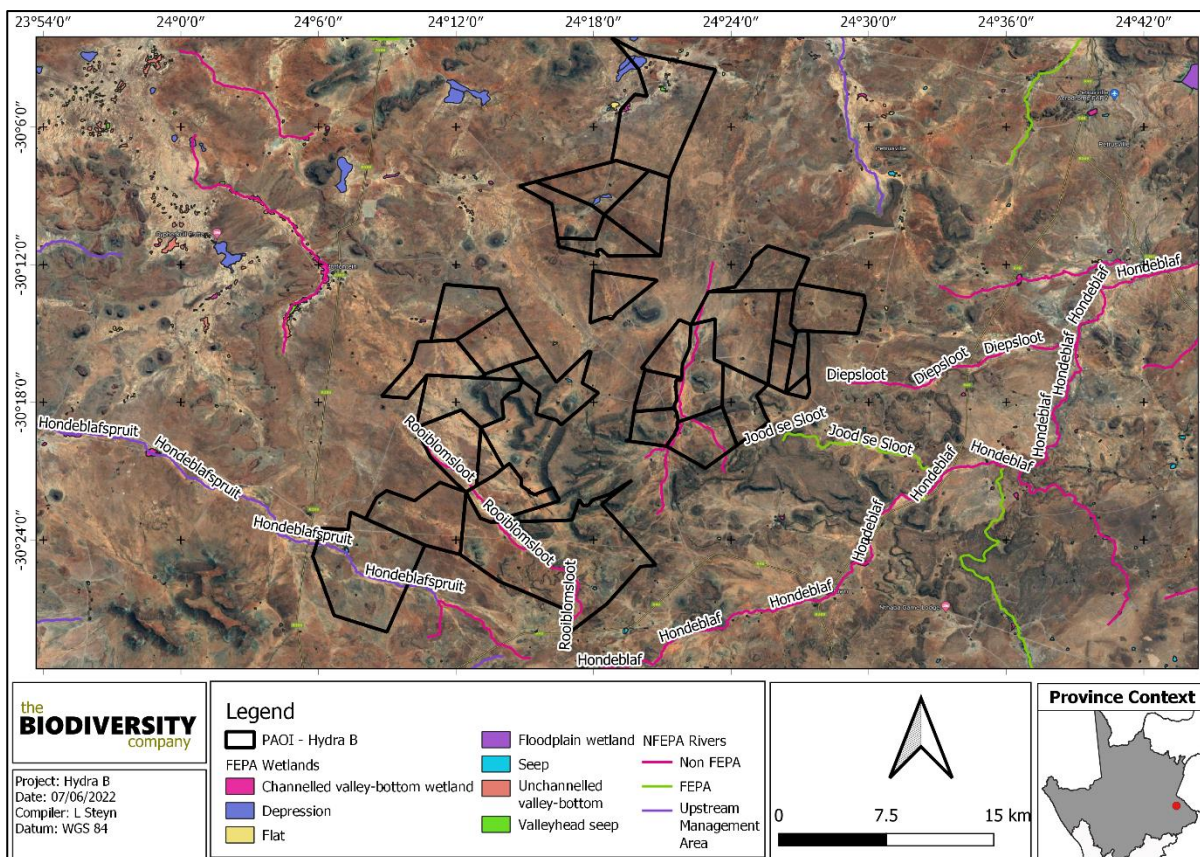 23°54'0"
24°0'0"
24°6'0"
24°12'0"
24°18'0"
24°24'0"
24°30'0"
24°36'0"
24°42'0"
-30°6'0"
-30°12'0"
-30°18'0"
-30°24'0"
Petrusville
Petrusville
Hondeblaf
Hondeblaf
Hondeblaf
Hondeblaf
Diepsloot
Diepsloot
Diepsloot
Jood se Sloot
Jood se Sloot
Hondeblaf
Hondeblaf
Hondeblaf
Hondeblaf
Hondeblaf
Hondeblaf
Hondeblafspruit
Hondeblafspruit
Hondeblafspruit
Hondeblafspruit
Rooiblomsloot
Rooiblomsloot
Rooiblomsloot
the
BIODIVERSITY
company
Project: Hydra B
Date: 07/06/2022
Compiler: L Steyn
Datum: WGS 84
Legend
PAOI - Hydra B
FEPA Wetlands
Channelled valley-bottom wetland
Depression
Flat
Floodplain wetland
Seep
Unchannelled
valley-bottom
Valleyhead seep
NFEPA Rivers
Non FEPA
FEPA
Upstream
Management
Area
0 7.5 15 km
Province Context